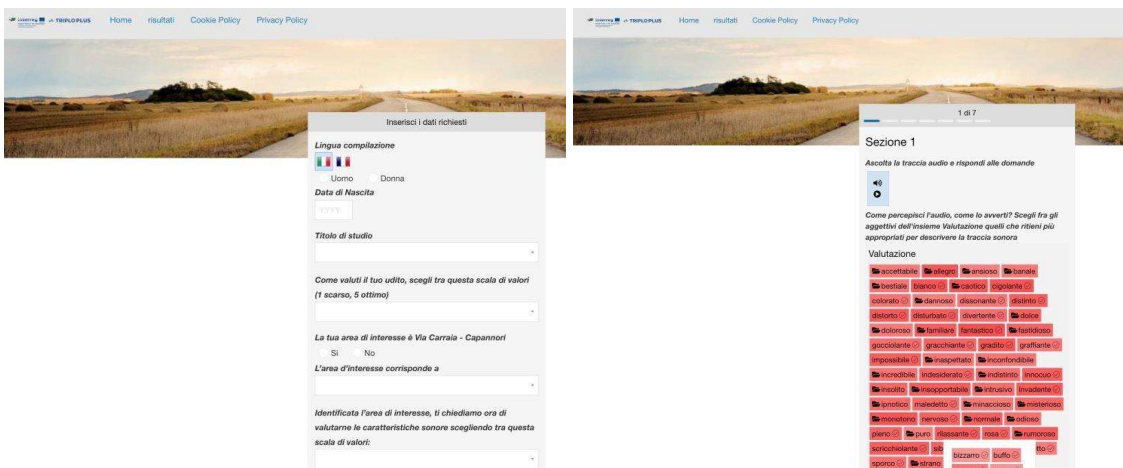 Interreg TRIPLOPLUS Home risultati Cookie Policy Privacy Policy
Inserisci i dati richiesti
Lingua compilazione
Uomo Donna
Data di Nascita
YYYY
Titolo di studio
Come valuti il tuo udito, scegli tra questa scala di valori
(1 scarso, 5 ottimo)
La tua area di interesse è Via Carraia - Capannori
Si No
L'area d'interesse corrisponde a
Identificata l'area di interesse, ti chiediamo ora di
valutarne le caratteristiche sonore scegliendo tra questa
scala di valori:
Interreg TRIPLOPLUS Home risultati Cookie Policy Privacy Policy
1 di 7
Sezione 1
Ascolta la traccia audio e rispondi alle domande
Come percepisci l'audio, come lo avverti? Scegli fra gli
aggettivi dell'insieme Valutazione quelli che ritieni più
appropriati per descrivere la traccia sonora
Valutazione
accettabile allegro ansioso banale
bestiale bianco caotico cigolante
colorato dannoso dissonante distinto
distorto disturbato divertente dolce
doloroso familiare fantastico fastidioso
gocciolante gracchiante gradito graffiante
impossibile inaspettato inconfondibile
incredibile indesiderato indistinto innocuo
insolito insopportabile intrusivo invadente
ipnotico maledetto minaccioso misterioso
monotono nervoso normale odioso
pieno puro rilassante rosa rumoroso
scricchiolante sib tto
bizzarro buffo
sporco strano